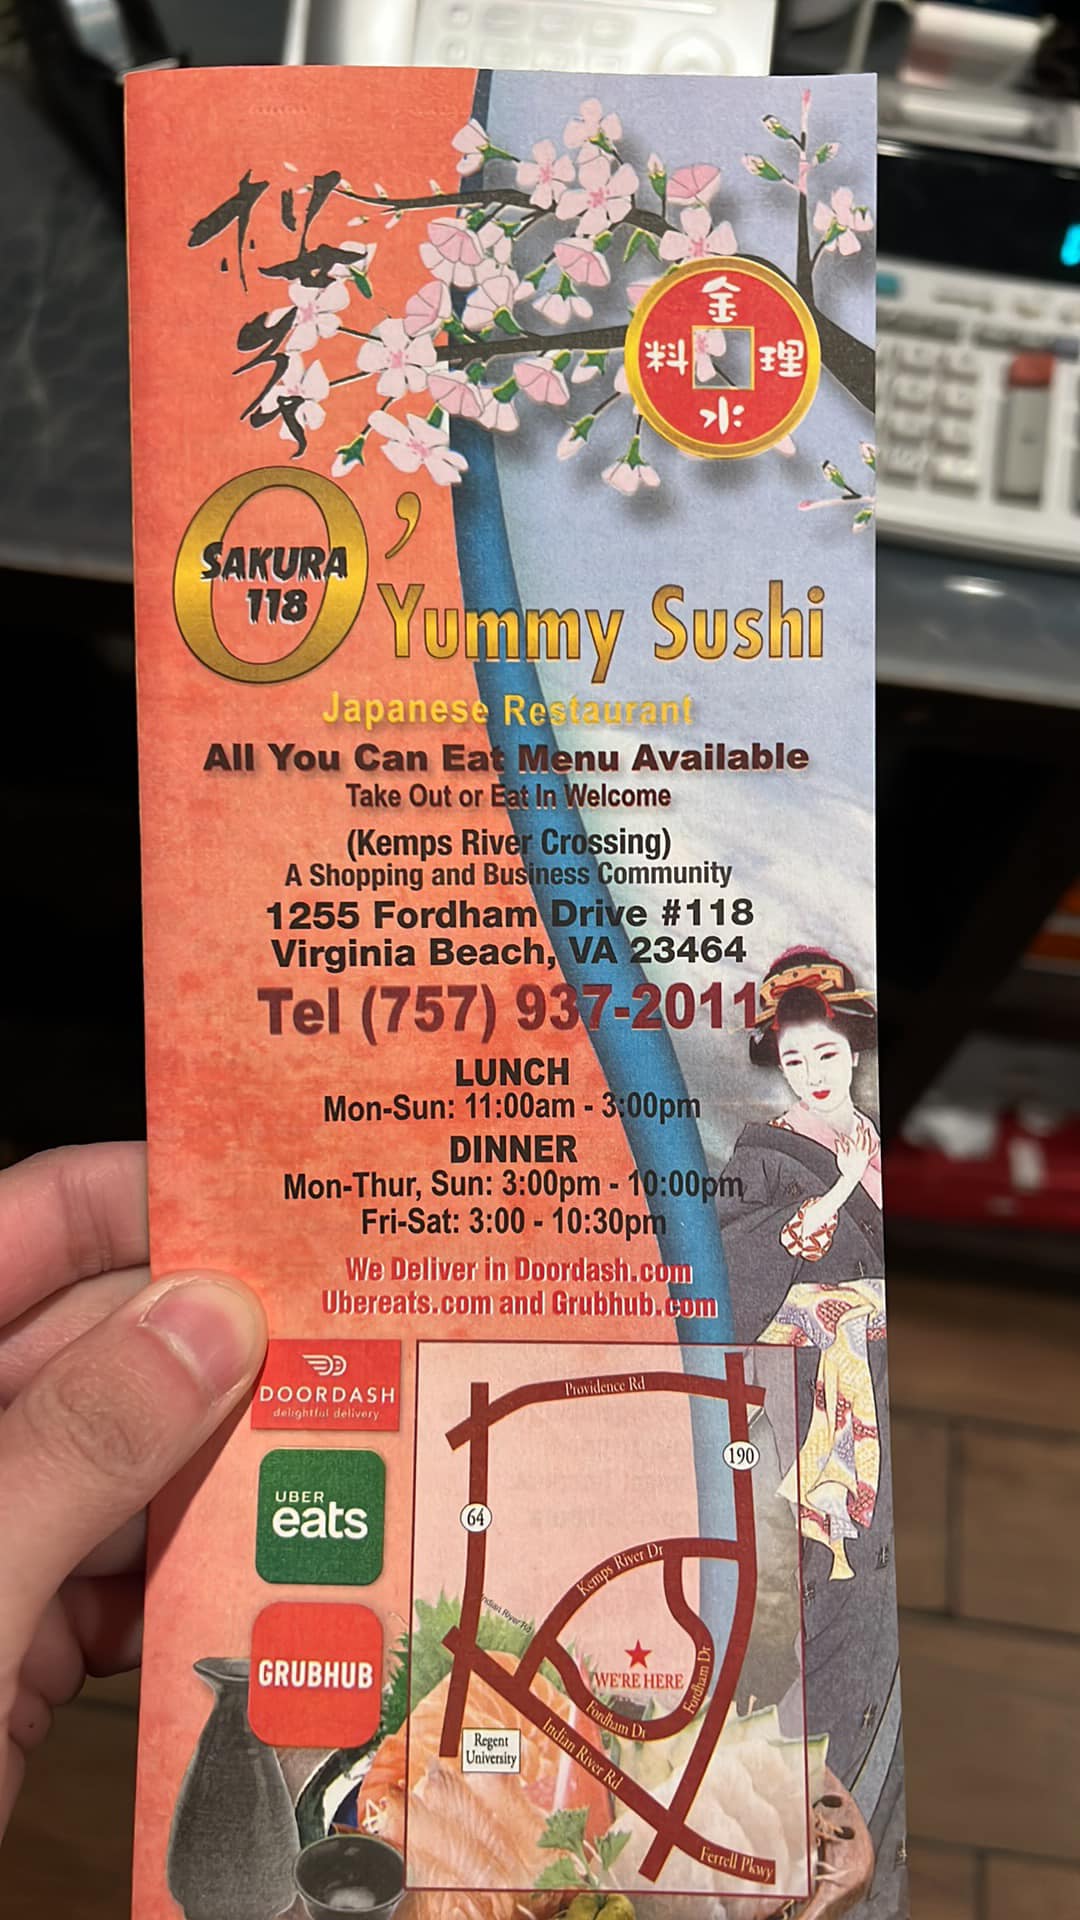 桜亭
金
料理
水
O'
SAKURA
118
Yummy Sushi
Japanese Restaurant
All You Can Eat Menu Available
Take Out or Eat In Welcome
(Kemps River Crossing)
A Shopping and Business Community
1255 Fordham Drive #118
Virginia Beach, VA 23464
Tel (757) 937-2011
LUNCH
Mon-Sun: 11:00am - 3:00pm
DINNER
Mon-Thur, Sun: 3:00pm - 10:00pm
Fri-Sat: 3:00 - 10:30pm
We Deliver in Doordash.com
Ubereats.com and Grubhub.com
DOORDASH
delightful delivery
UBER
eats
GRUBHUB
Providence Rd
190
64
Kemps River Dr
Indian River Rd
WE'RE HERE
Fordham Dr
Fordham Dr
Indian River Rd
Regent
University
Ferrell Pkwy